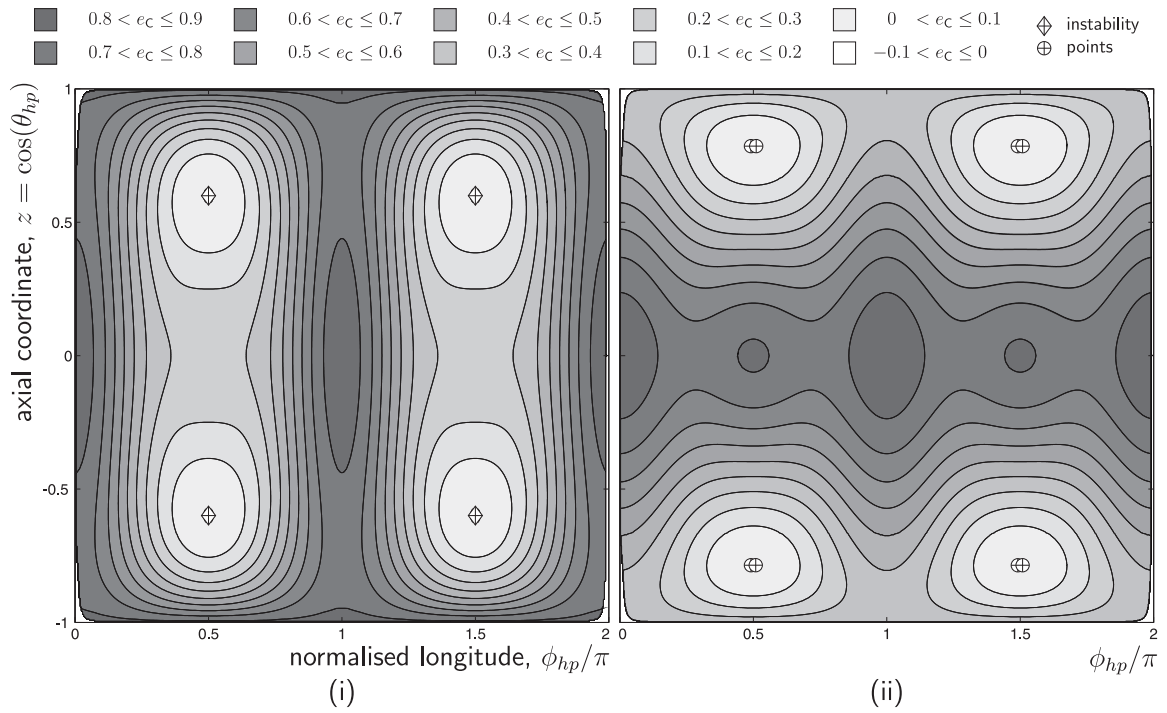 0.8 < e_C ≤ 0.9 0.6 < e_C ≤ 0.7 0.4 < e_C ≤ 0.5 0.2 < e_C ≤ 0.3 0 < e_C ≤ 0.1 instability
0.7 < e_C ≤ 0.8 0.5 < e_C ≤ 0.6 0.3 < e_C ≤ 0.4 0.1 < e_C ≤ 0.2 −0.1 < e_C ≤ 0 points
axial coordinate, z = cos(θ_hp)
1
0.5
0
-0.5
-1
0 0.5 1 1.5 2
0 0.5 1 1.5 2
normalised longitude, ϕ_hp/π
ϕ_hp/π
(i)
(ii)